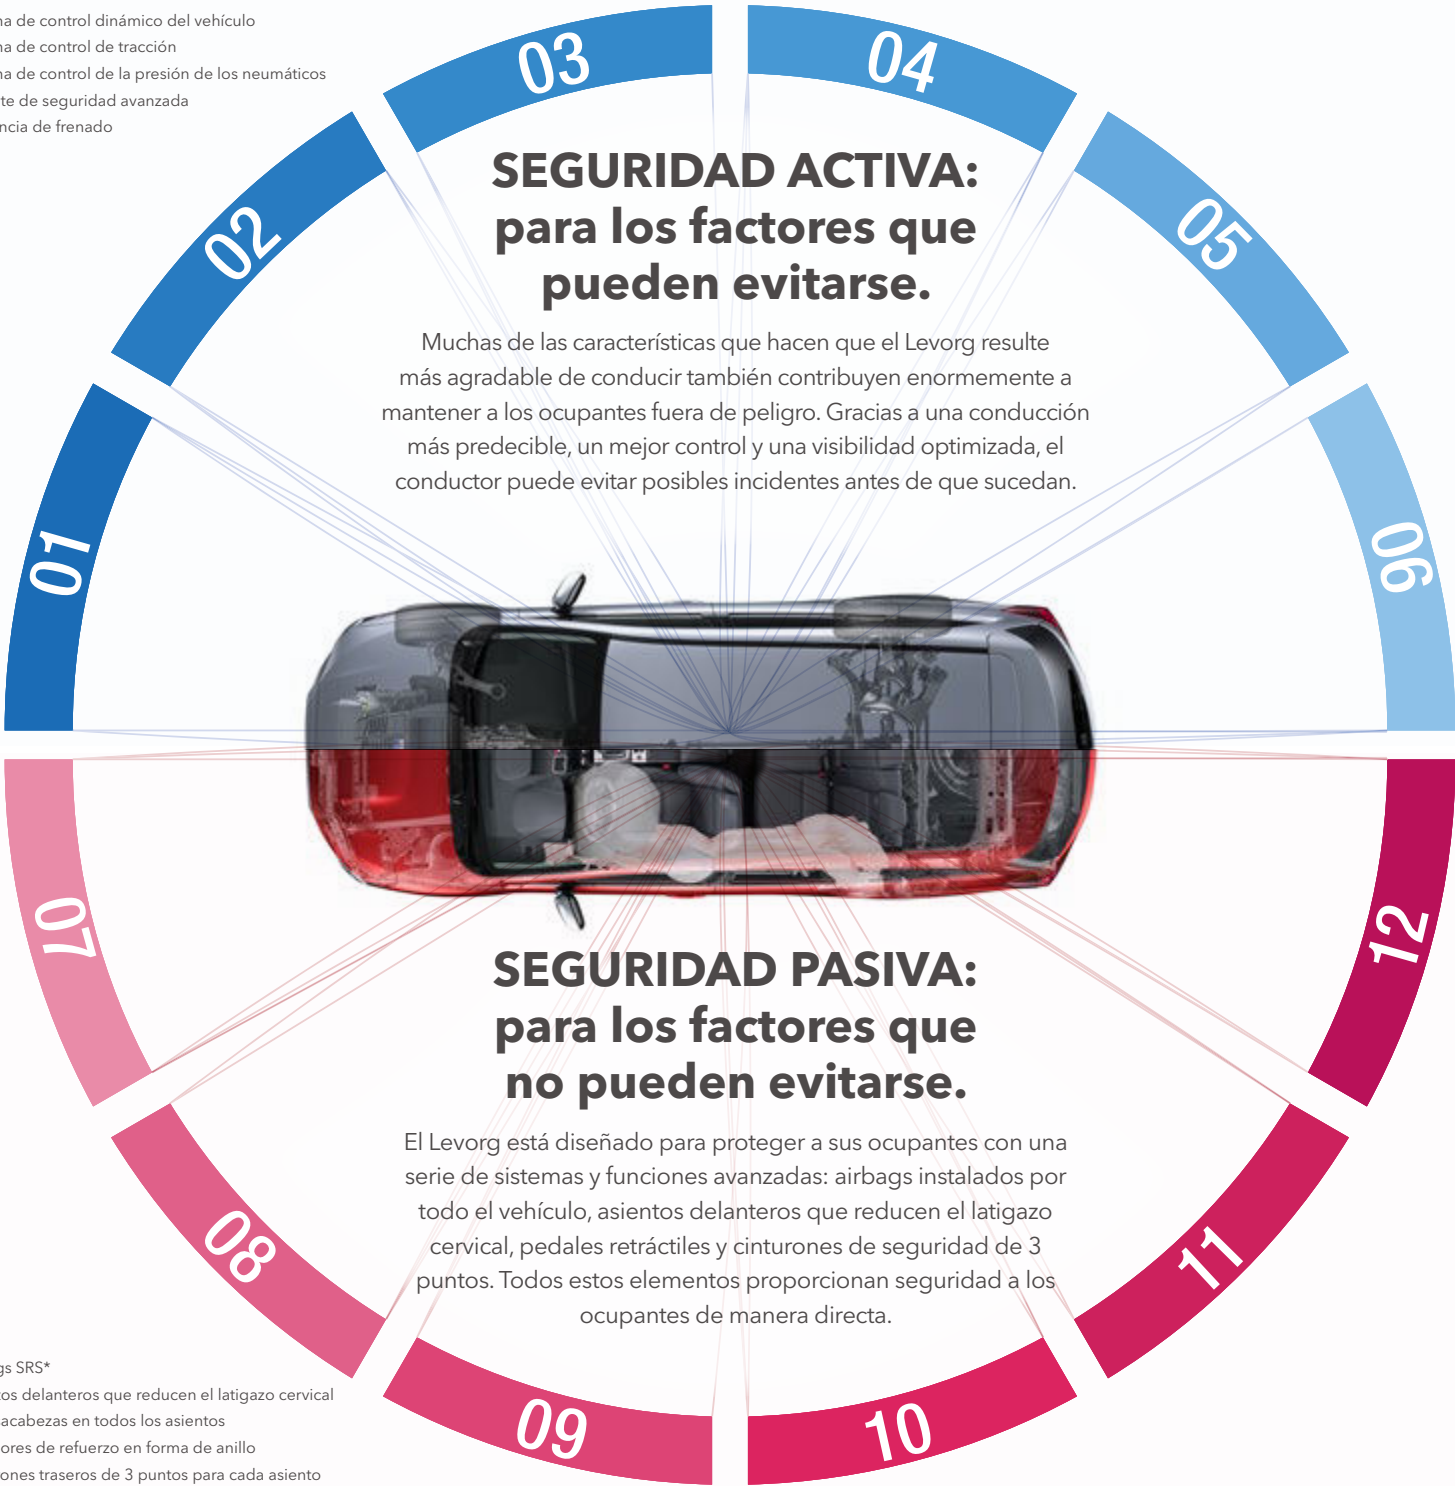 na de control dinámico del vehículo
na de control de tracción
na de control de la presión de los neumáticos
te de seguridad avanzada
ncia de frenado
03
04
02
05
01
06
SEGURIDAD ACTIVA:
para los factores que
pueden evitarse.
Muchas de las características que hacen que el Levorg resulte
más agradable de conducir también contribuyen enormemente a
mantener a los ocupantes fuera de peligro. Gracias a una conducción
más predecible, un mejor control y una visibilidad optimizada, el
conductor puede evitar posibles incidentes antes de que sucedan.
07
12
SEGURIDAD PASIVA:
para los factores que
no pueden evitarse.
El Levorg está diseñado para proteger a sus ocupantes con una
serie de sistemas y funciones avanzadas: airbags instalados por
todo el vehículo, asientos delanteros que reducen el latigazo
cervical, pedales retráctiles y cinturones de seguridad de 3
puntos. Todos estos elementos proporcionan seguridad a los
ocupantes de manera directa.
08
11
09
10
gs SRS*
tos delanteros que reducen el latigazo cervical
acabezas en todos los asientos
ores de refuerzo en forma de anillo
ones traseros de 3 puntos para cada asiento